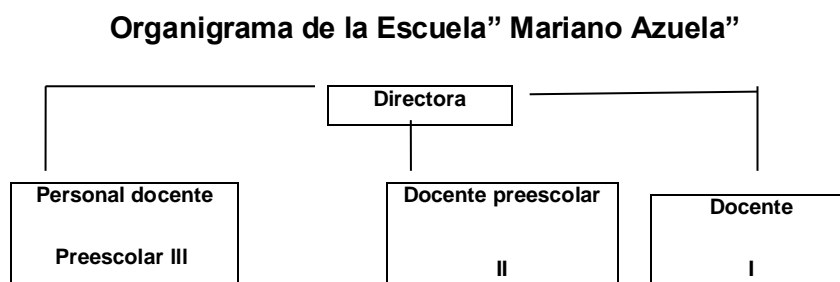 Organigrama de la Escuela” Mariano Azuela”
Directora
Personal docente
Preescolar III
Docente preescolar
II
Docente
I